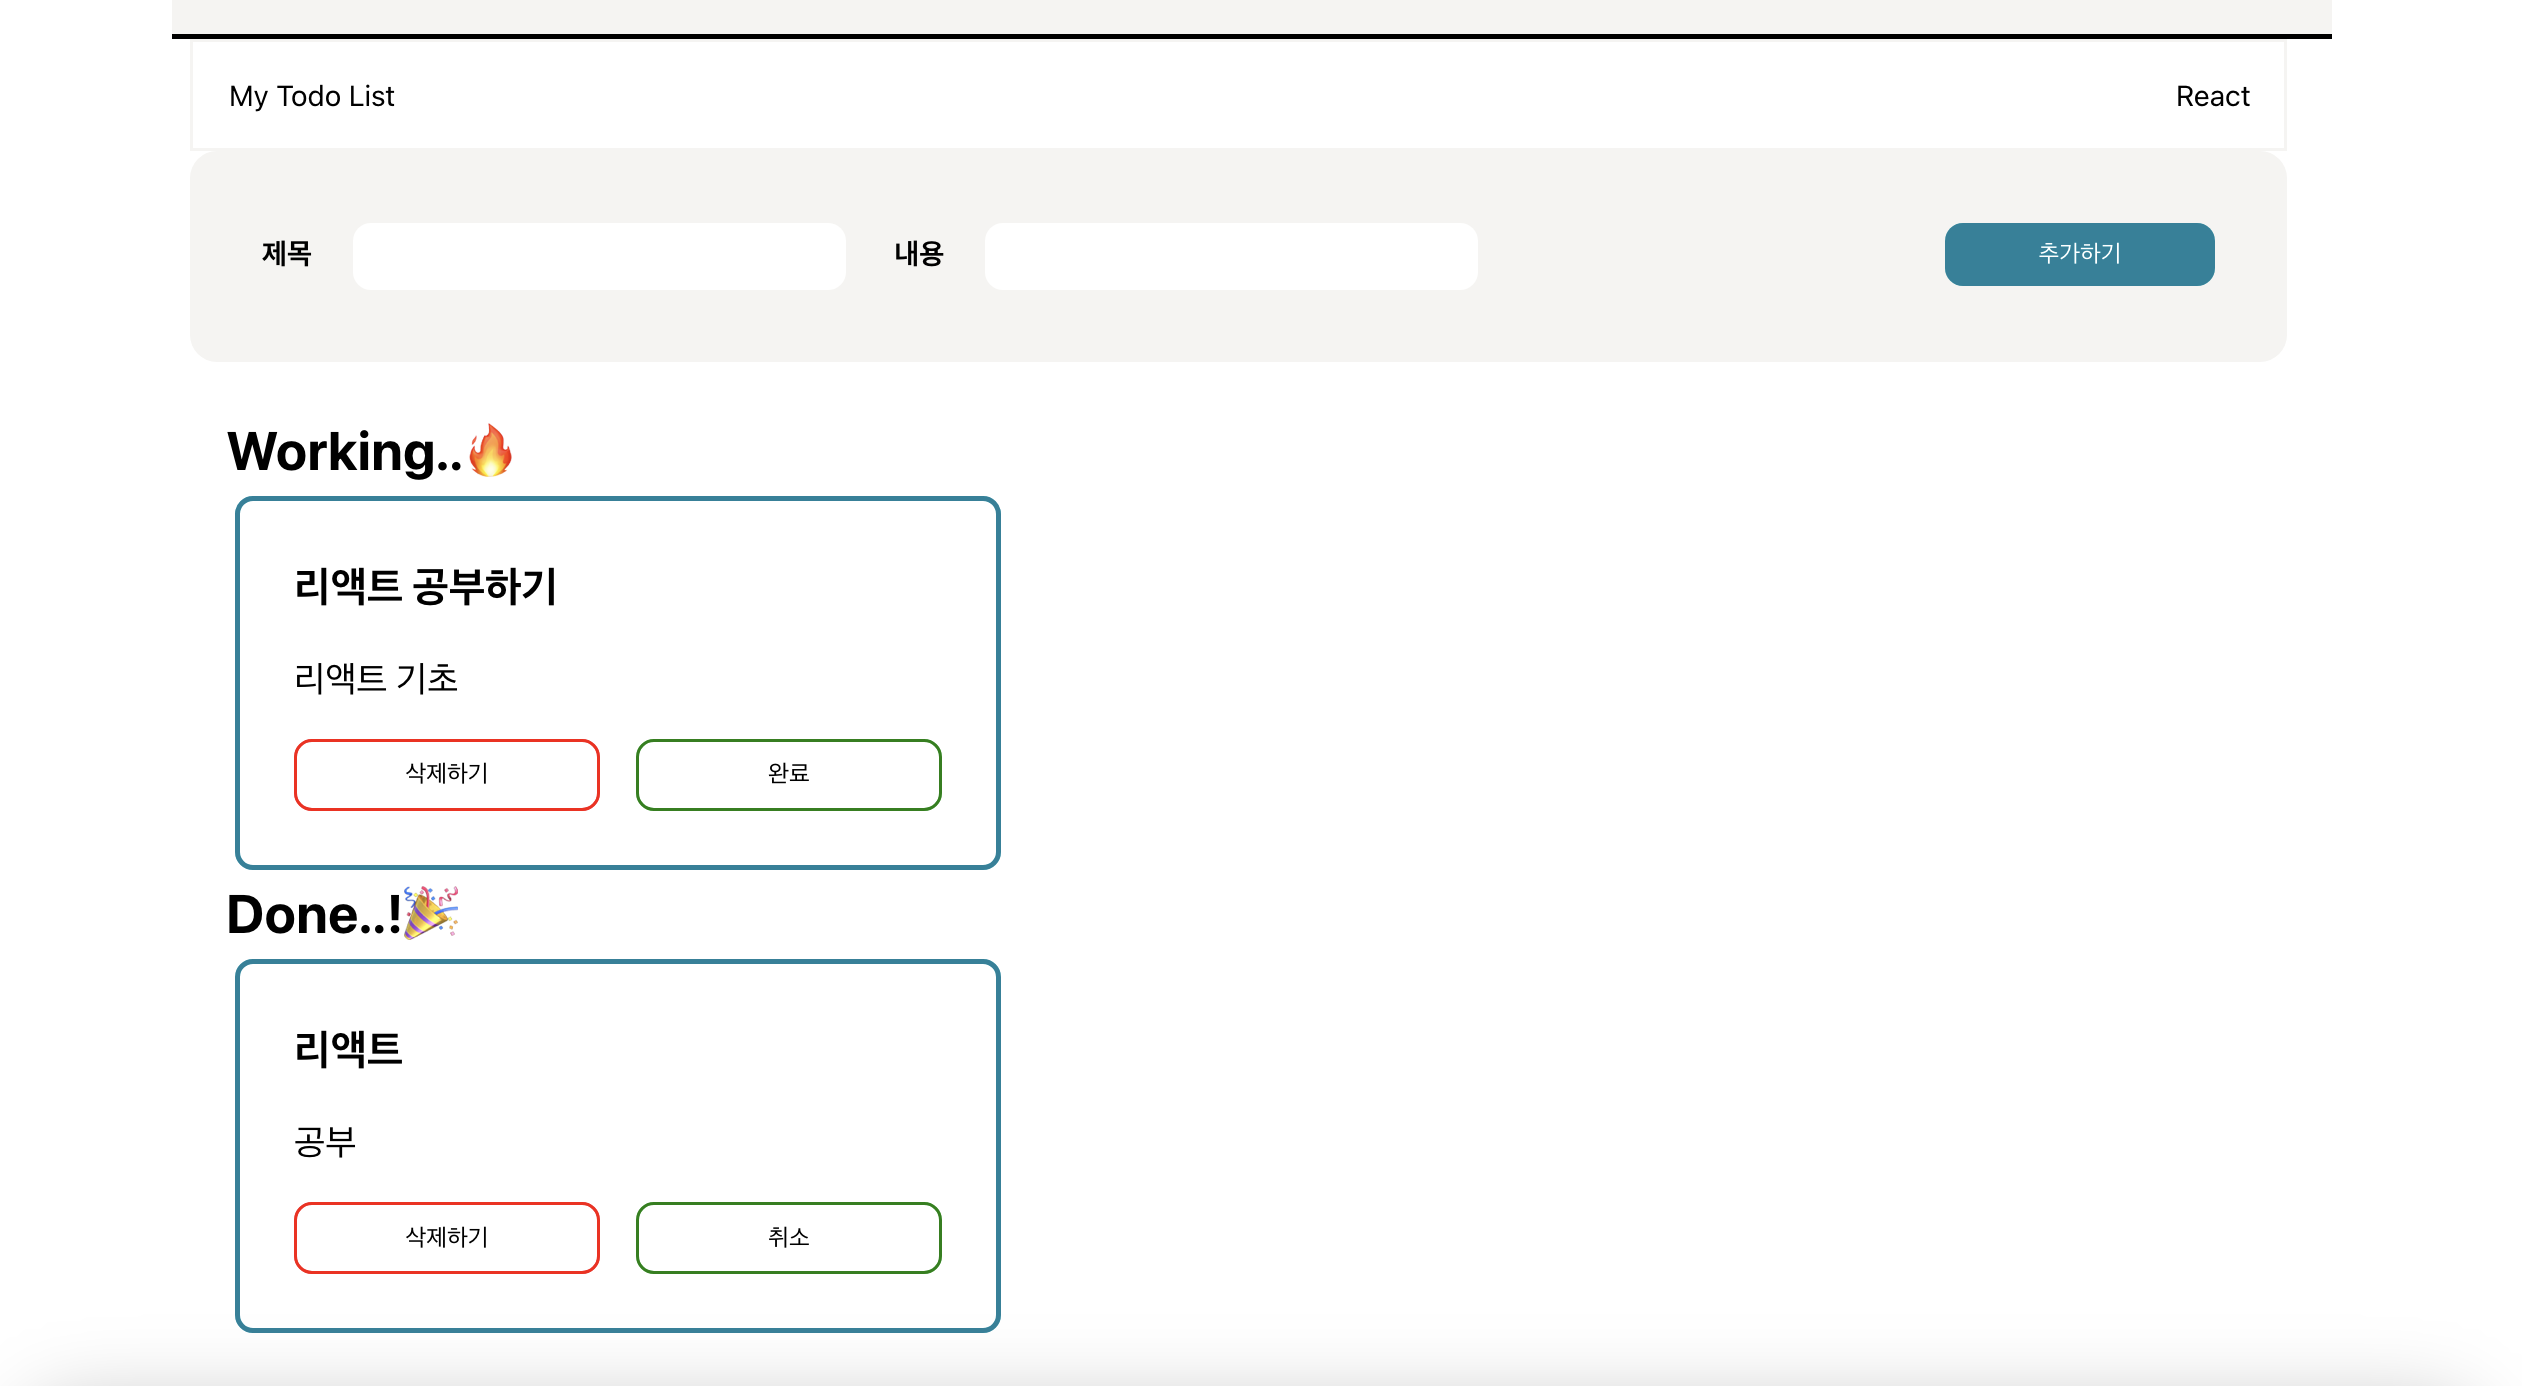 My Todo List React
제목 내용 추가하기
Working..🔥
리액트 공부하기
리액트 기초
삭제하기 완료
Done..!🎉
리액트
공부
삭제하기 취소